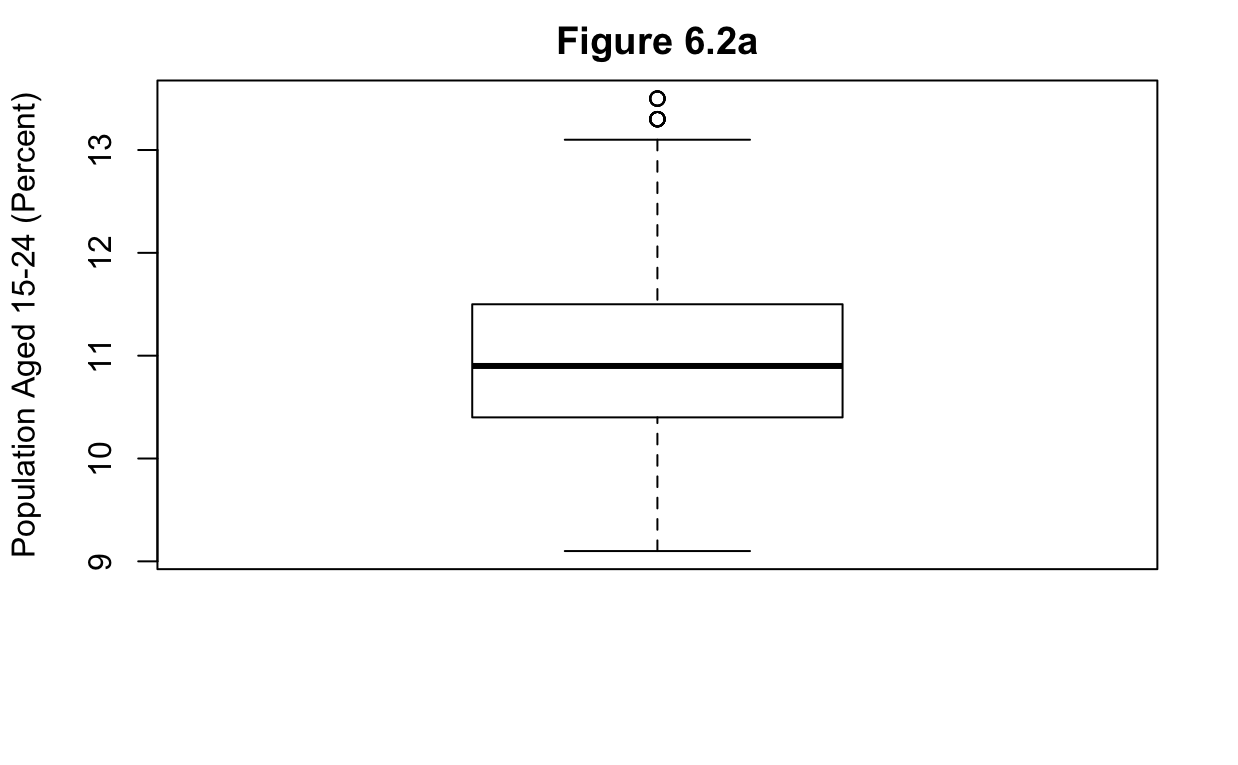 Figure 6.2a
Population Aged 15-24 (Percent)
13
12
11
10
9